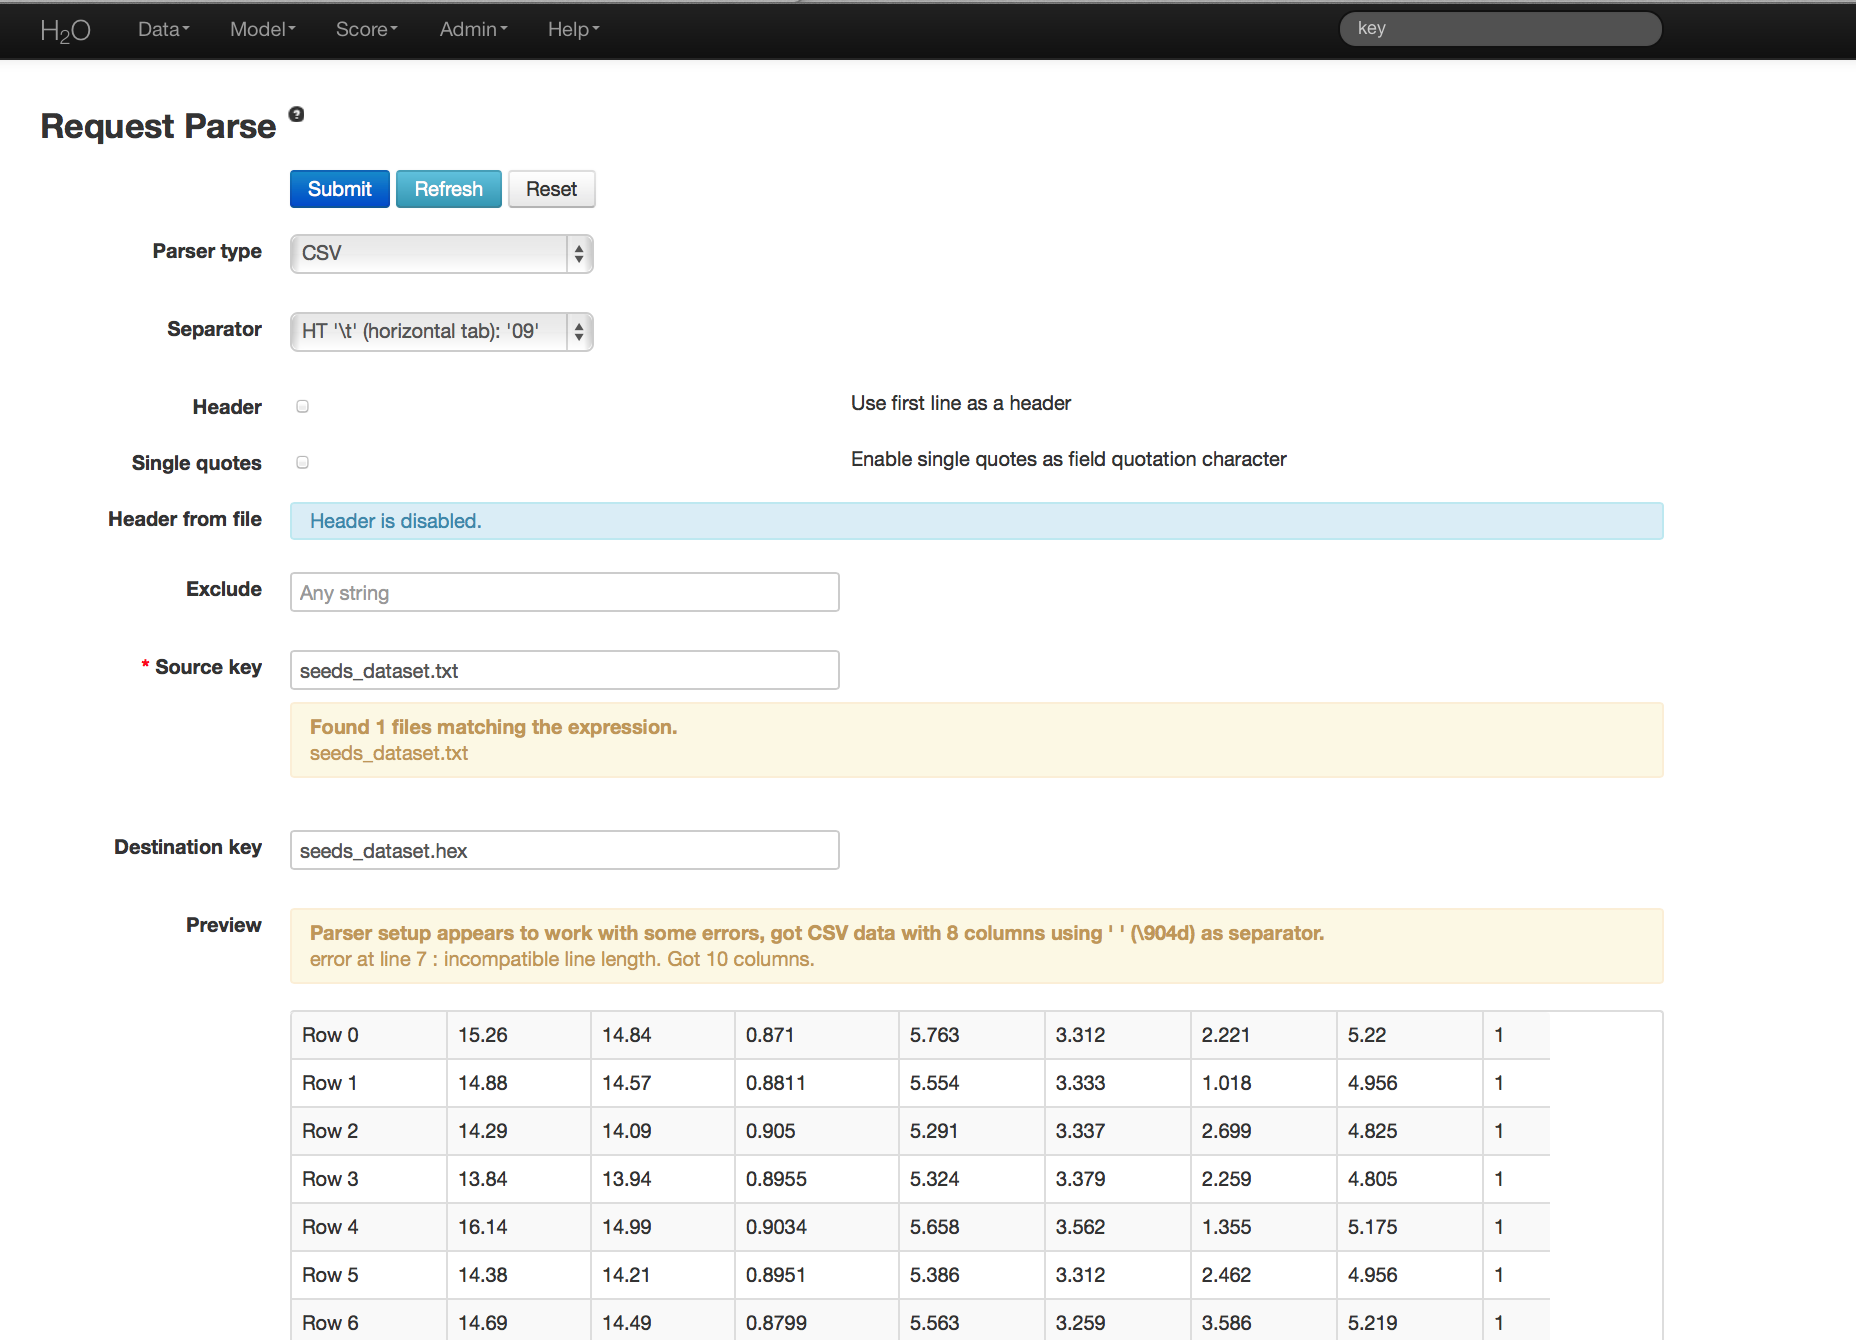 H2O Data Model Score Admin Help key
Request Parse ?
Submit Refresh Reset
Parser type CSV
Separator HT '\t' (horizontal tab): '09'
Header Use first line as a header
Single quotes Enable single quotes as field quotation character
Header from file Header is disabled.
Exclude Any string
* Source key seeds_dataset.txt
Found 1 files matching the expression.
seeds_dataset.txt
Destination key seeds_dataset.hex
Preview Parser setup appears to work with some errors, got CSV data with 8 columns using ' ' (\904d) as separator.
error at line 7 : incompatible line length. Got 10 columns.
Row 0 15.26 14.84 0.871 5.763 3.312 2.221 5.22 1
Row 1 14.88 14.57 0.8811 5.554 3.333 1.018 4.956 1
Row 2 14.29 14.09 0.905 5.291 3.337 2.699 4.825 1
Row 3 13.84 13.94 0.8955 5.324 3.379 2.259 4.805 1
Row 4 16.14 14.99 0.9034 5.658 3.562 1.355 5.175 1
Row 5 14.38 14.21 0.8951 5.386 3.312 2.462 4.956 1
Row 6 14.69 14.49 0.8799 5.563 3.259 3.586 5.219 1